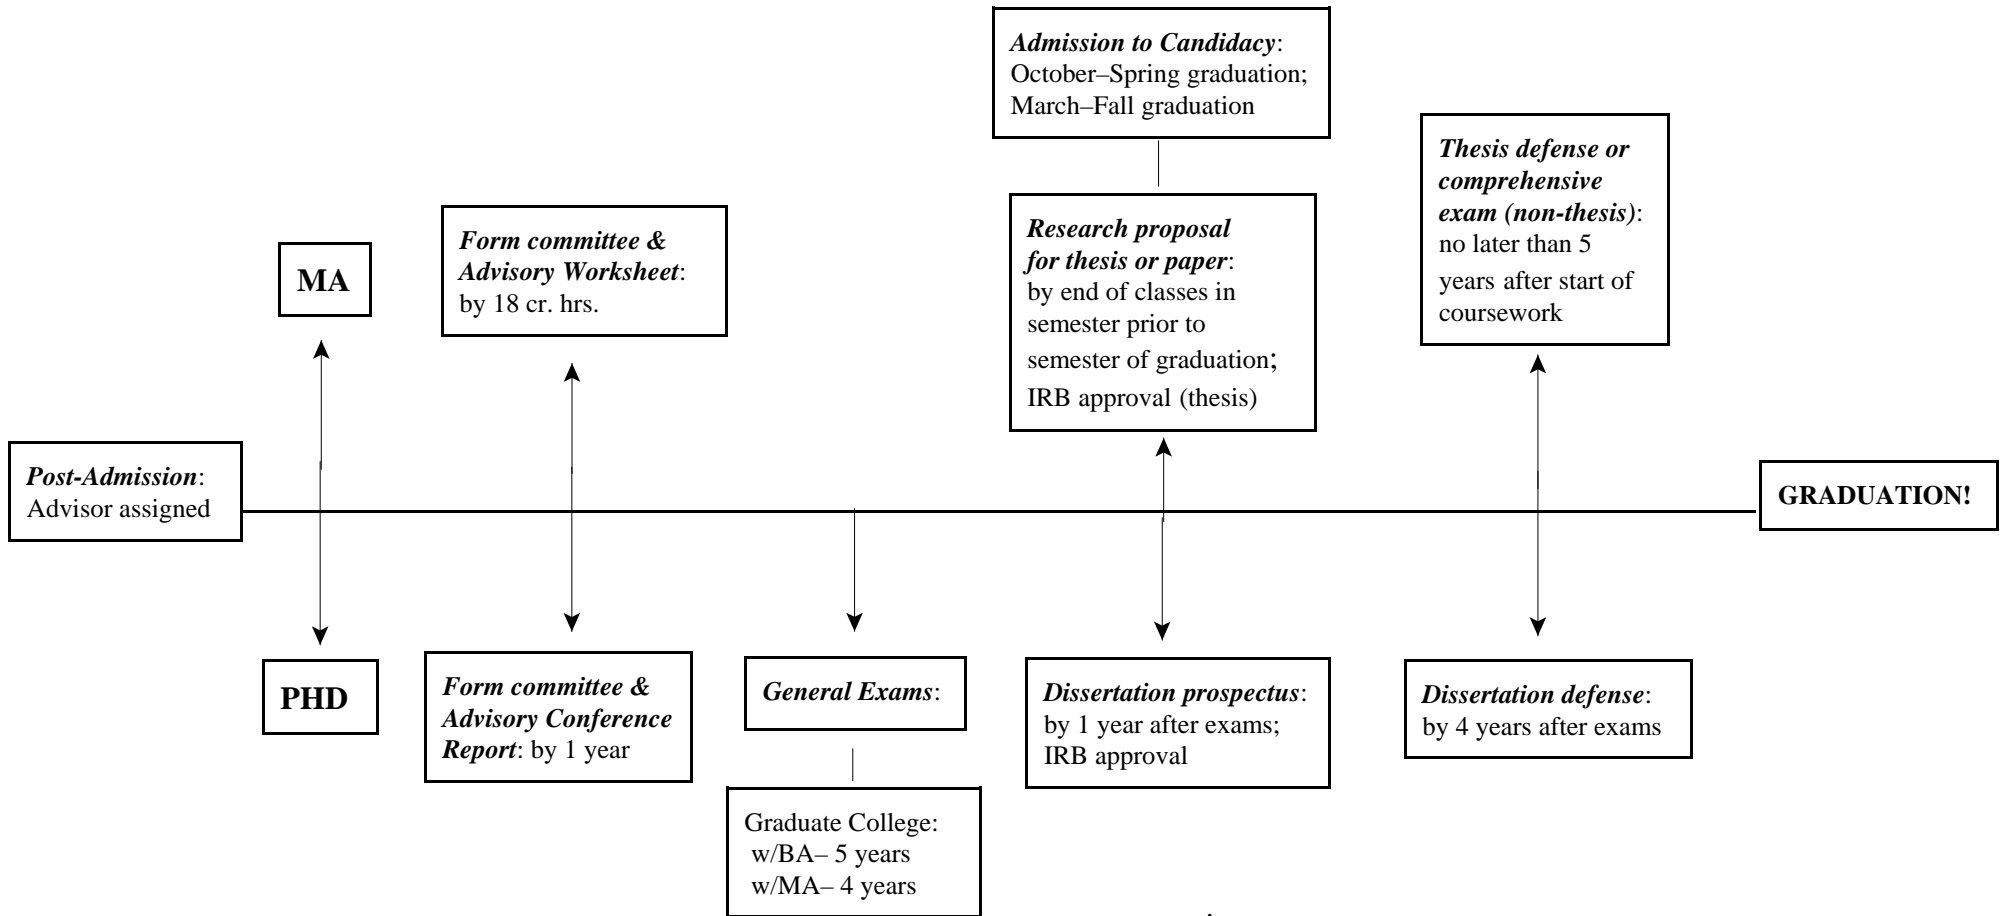 Admission to Candidacy:
October–Spring graduation;
March–Fall graduation
Thesis defense or
comprehensive
exam (non-thesis):
no later than 5
years after start of
coursework
Research proposal
for thesis or paper:
by end of classes in
semester prior to
semester of graduation;
IRB approval (thesis)
Form committee &
Advisory Worksheet:
by 18 cr. hrs.
MA
Post-Admission:
Advisor assigned
GRADUATION!
PHD
Form committee &
Advisory Conference
Report: by 1 year
General Exams:
Graduate College:
w/BA– 5 years
w/MA– 4 years
Dissertation prospectus:
by 1 year after exams;
IRB approval
Dissertation defense:
by 4 years after exams